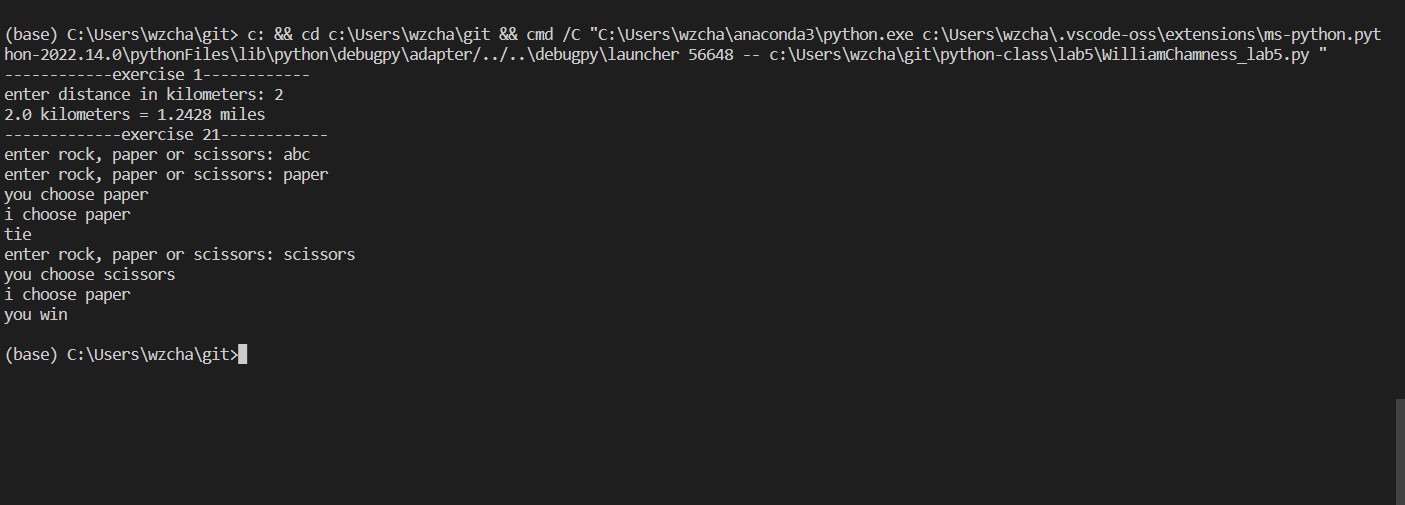 (base) C:\Users\wzcha\git> c: && cd c:\Users\wzcha\git && cmd /C "C:\Users\wzcha\anaconda3\python.exe c:\Users\wzcha\.vscode-oss\extensions\ms-python.pyt
hon-2022.14.0\pythonFiles\lib\python\debugpy\adapter/../..\debugpy\launcher 56648 -- c:\Users\wzcha\git\python-class\lab5\WilliamChamness_lab5.py "
------------exercise 1------------
enter distance in kilometers: 2
2.0 kilometers = 1.2428 miles
-------------exercise 21------------
enter rock, paper or scissors: abc
enter rock, paper or scissors: paper
you choose paper
i choose paper
tie
enter rock, paper or scissors: scissors
you choose scissors
i choose paper
you win
(base) C:\Users\wzcha\git>